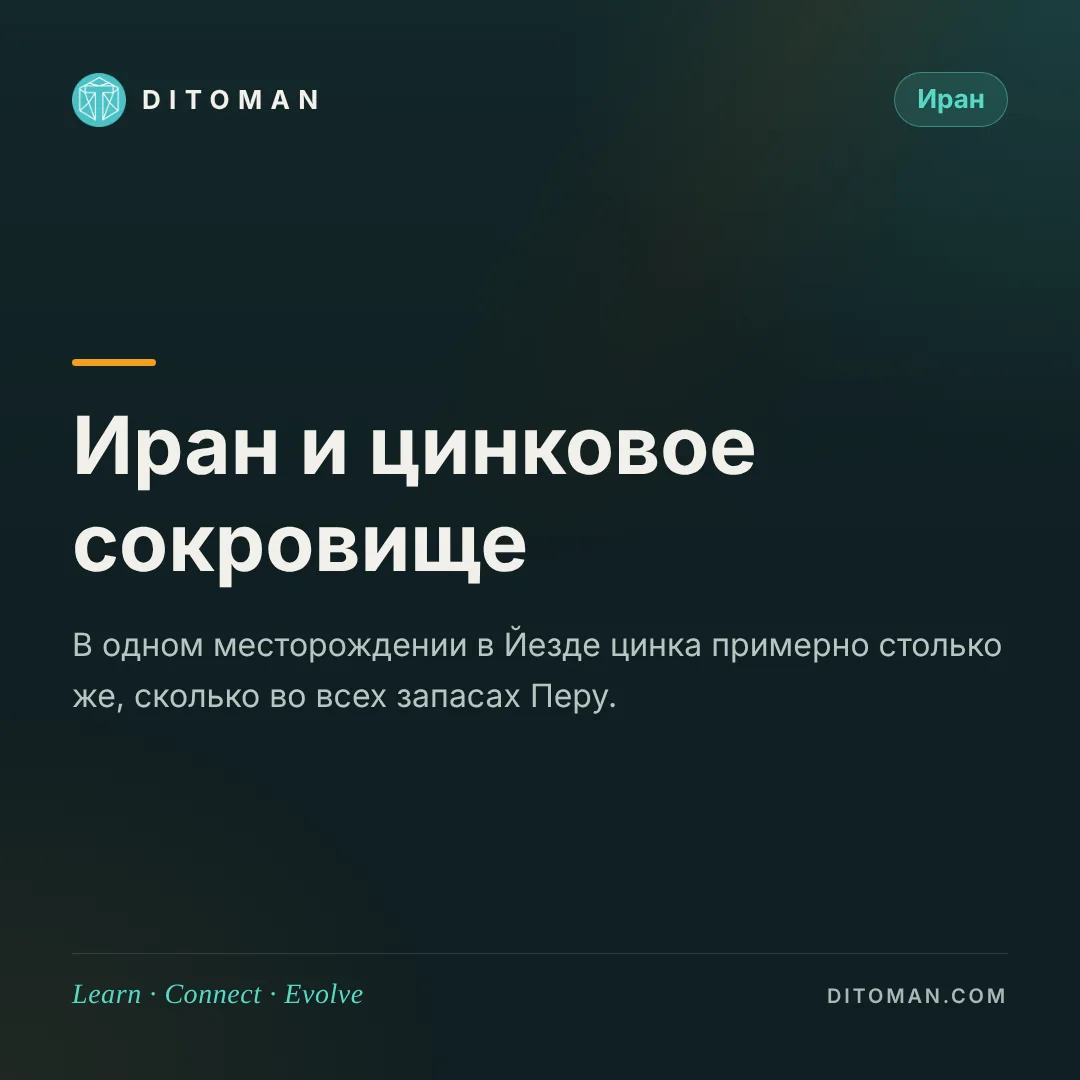 DITOMAN
Иран
Иран и цинковое
сокровище
В одном месторождении в Йезде цинка примерно столько
же, сколько во всех запасах Перу.
Learn · Connect · Evolve
DITOMAN.COM